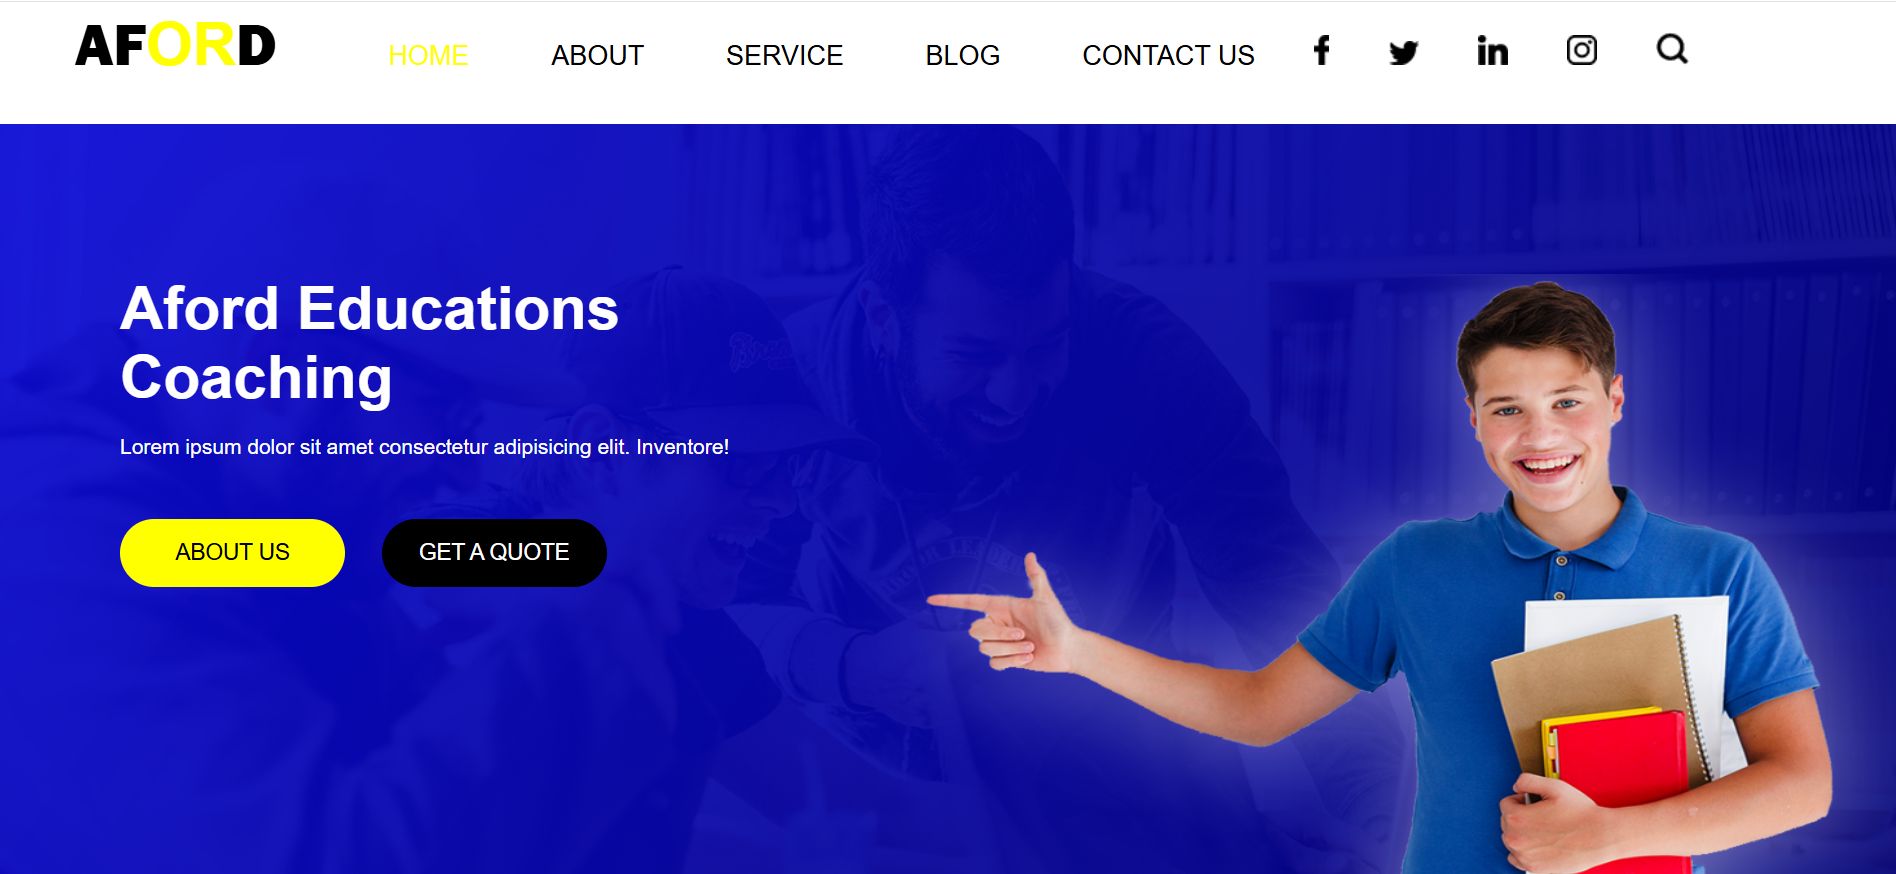 AFORD
HOME ABOUT SERVICE BLOG CONTACT US
Aford Educations
Coaching
Lorem ipsum dolor sit amet consectetur adipisicing elit. Inventore!
ABOUT US GET A QUOTE